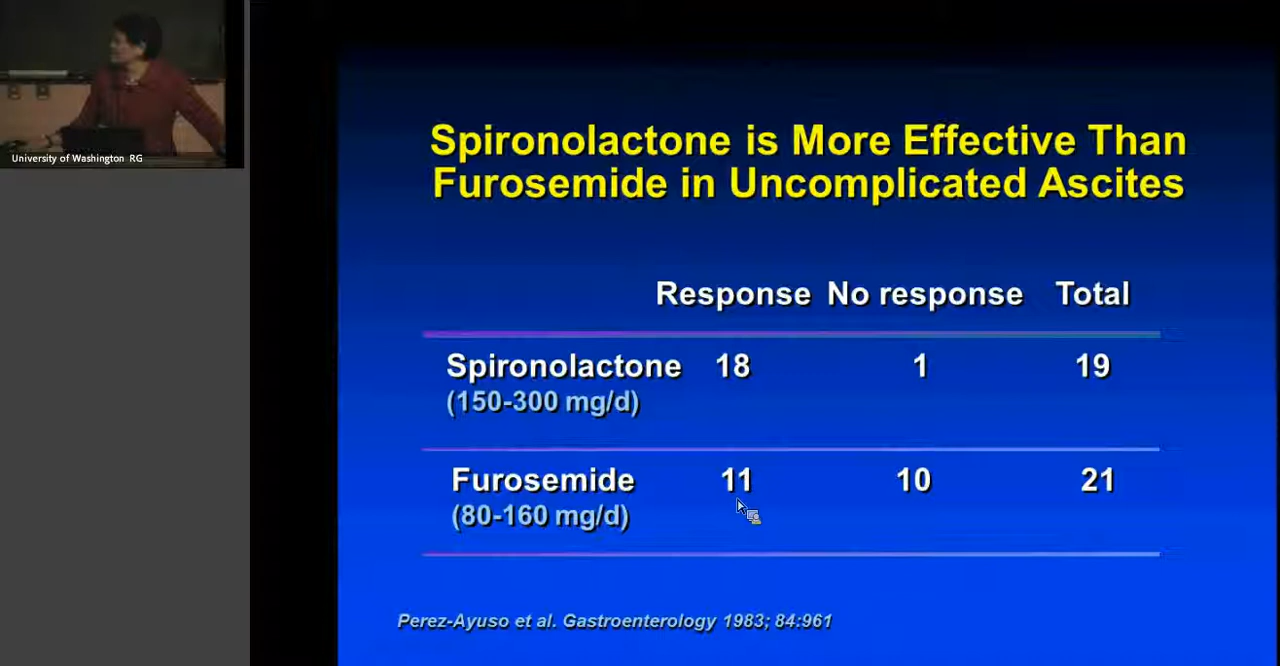 University of Washington RG
Spironolactone is More Effective Than
Furosemide in Uncomplicated Ascites
Response No response Total
Spironolactone 18 1 19
(150-300 mg/d)
Furosemide 11 10 21
(80-160 mg/d)
Perez-Ayuso et al. Gastroenterology 1983; 84:961